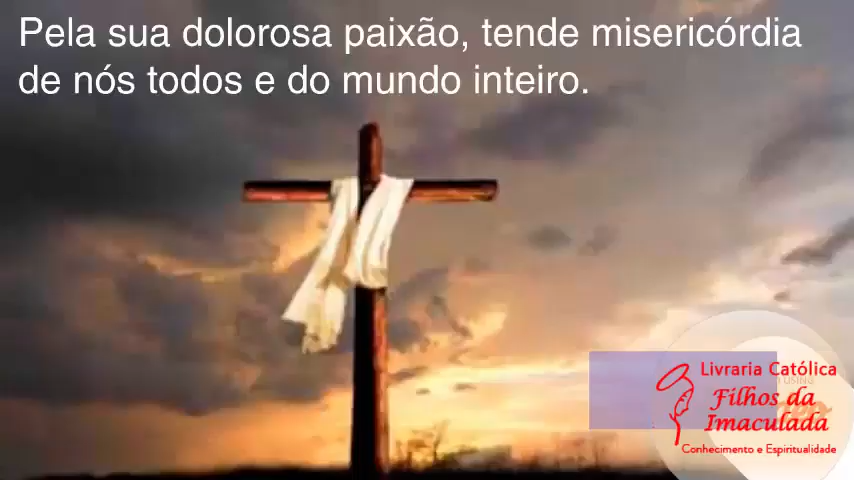 Pela sua dolorosa paixão, tende misericórdia
de nós todos e do mundo inteiro.
Livraria Católica
Filhos da
Imaculada
Conhecimento e Espiritualidade